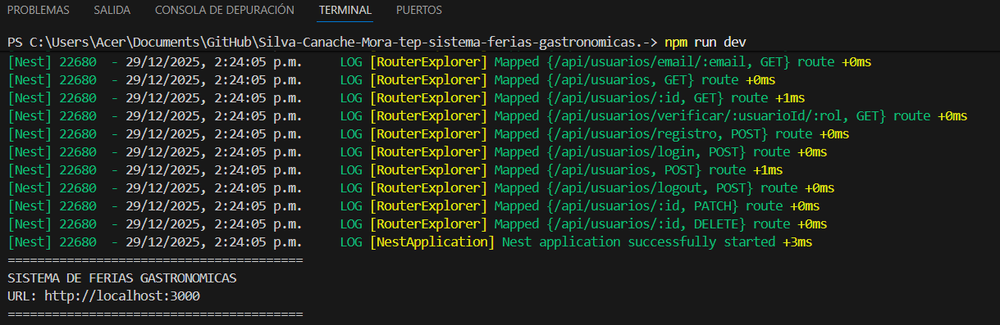 PROBLEMAS SALIDA CONSOLA DE DEPURACIÓN TERMINAL PUERTOS
PS C:\Users\Acer\Documents\GitHub\Silva-Canache-Mora-tep-sistema-ferias-gastronomicas.-> npm run dev
[Nest] 22680  - 29/12/2025, 2:24:05 p.m.     LOG [RouterExplorer] Mapped {/api/usuarios/email/:email, GET} route +0ms
[Nest] 22680  - 29/12/2025, 2:24:05 p.m.     LOG [RouterExplorer] Mapped {/api/usuarios, GET} route +0ms
[Nest] 22680  - 29/12/2025, 2:24:05 p.m.     LOG [RouterExplorer] Mapped {/api/usuarios/:id, GET} route +1ms
[Nest] 22680  - 29/12/2025, 2:24:05 p.m.     LOG [RouterExplorer] Mapped {/api/usuarios/verificar/:usuarioId/:rol, GET} route +0ms
[Nest] 22680  - 29/12/2025, 2:24:05 p.m.     LOG [RouterExplorer] Mapped {/api/usuarios/registro, POST} route +0ms
[Nest] 22680  - 29/12/2025, 2:24:05 p.m.     LOG [RouterExplorer] Mapped {/api/usuarios/login, POST} route +0ms
[Nest] 22680  - 29/12/2025, 2:24:05 p.m.     LOG [RouterExplorer] Mapped {/api/usuarios, POST} route +1ms
[Nest] 22680  - 29/12/2025, 2:24:05 p.m.     LOG [RouterExplorer] Mapped {/api/usuarios/logout, POST} route +0ms
[Nest] 22680  - 29/12/2025, 2:24:05 p.m.     LOG [RouterExplorer] Mapped {/api/usuarios/:id, PATCH} route +0ms
[Nest] 22680  - 29/12/2025, 2:24:05 p.m.     LOG [RouterExplorer] Mapped {/api/usuarios/:id, DELETE} route +0ms
[Nest] 22680  - 29/12/2025, 2:24:05 p.m.     LOG [NestApplication] Nest application successfully started +3ms
========================================
SISTEMA DE FERIAS GASTRONOMICAS
URL: http://localhost:3000
========================================